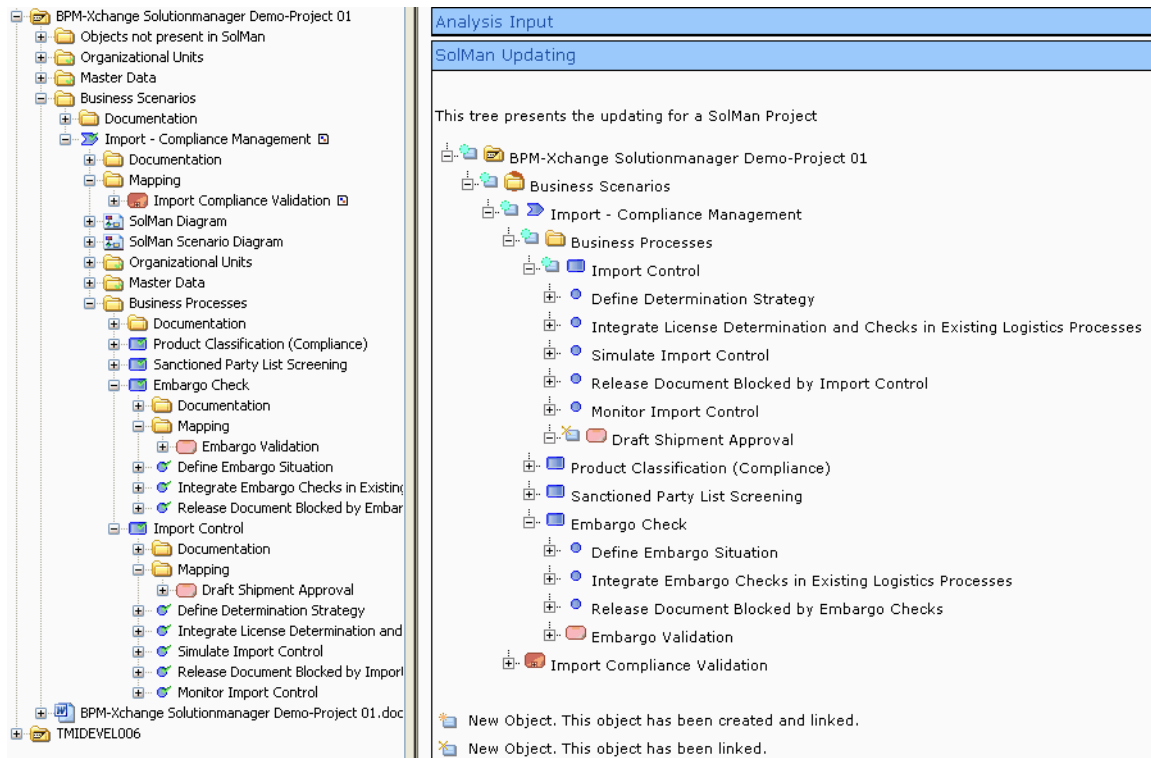 BPM-Xchange Solutionmanager Demo-Project 01
Objects not present in SolMan
Organizational Units
Master Data
Business Scenarios
Documentation
Import - Compliance Management
Documentation
Mapping
Import Compliance Validation
SolMan Diagram
SolMan Scenario Diagram
Organizational Units
Master Data
Business Processes
Documentation
Product Classification (Compliance)
Sanctioned Party List Screening
Embargo Check
Documentation
Mapping
Embargo Validation
Define Embargo Situation
Integrate Embargo Checks in Existing
Release Document Blocked by Embar
Import Control
Documentation
Mapping
Draft Shipment Approval
Define Determination Strategy
Integrate License Determination and
Simulate Import Control
Release Document Blocked by Import
Monitor Import Control
BPM-Xchange Solutionmanager Demo-Project 01.doc
TMIDEVEL006
Analysis Input
SolMan Updating
This tree presents the updating for a SolMan Project
BPM-Xchange Solutionmanager Demo-Project 01
Business Scenarios
Import - Compliance Management
Business Processes
Import Control
Define Determination Strategy
Integrate License Determination and Checks in Existing Logistics Processes
Simulate Import Control
Release Document Blocked by Import Control
Monitor Import Control
Draft Shipment Approval
Product Classification (Compliance)
Sanctioned Party List Screening
Embargo Check
Define Embargo Situation
Integrate Embargo Checks in Existing Logistics Processes
Release Document Blocked by Embargo Checks
Embargo Validation
Import Compliance Validation
New Object. This object has been created and linked.
New Object. This object has been linked.